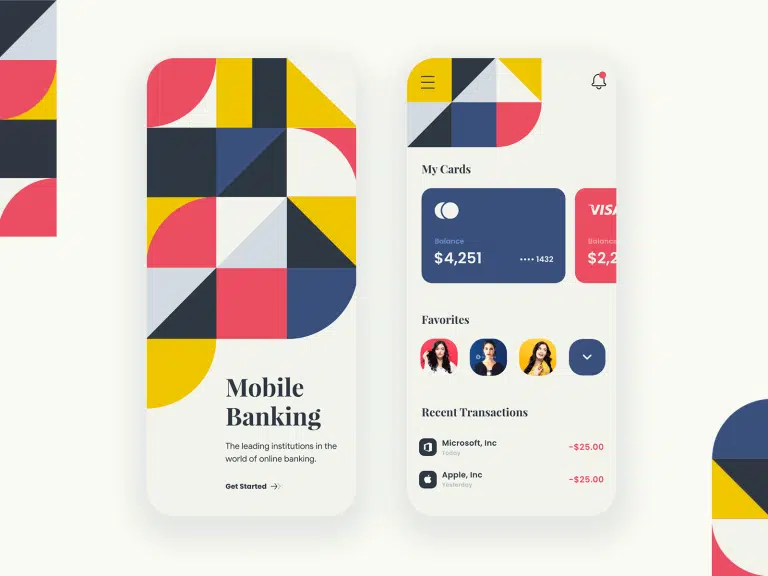 Mobile
Banking
The leading institutions in the
world of online banking.
Get Started
My Cards
Balance
$4,251
•••• 1432
VISA
Balance
$2,2
Favorites
Recent Transactions
Microsoft, Inc
Today
-$25.00
Apple, Inc
Yesterday
-$25.00